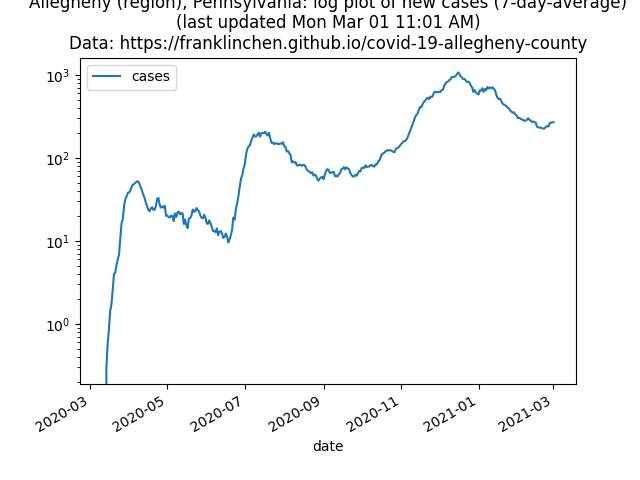 Allegheny (region), Pennsylvania: log plot of new cases (7-day-average)
(last updated Mon Mar 01 11:01 AM)
Data: https://franklinchen.github.io/covid-19-allegheny-county
cases
10³
10²
10¹
10⁰
2020-03
2020-05
2020-07
2020-09
2020-11
2021-01
2021-03
date